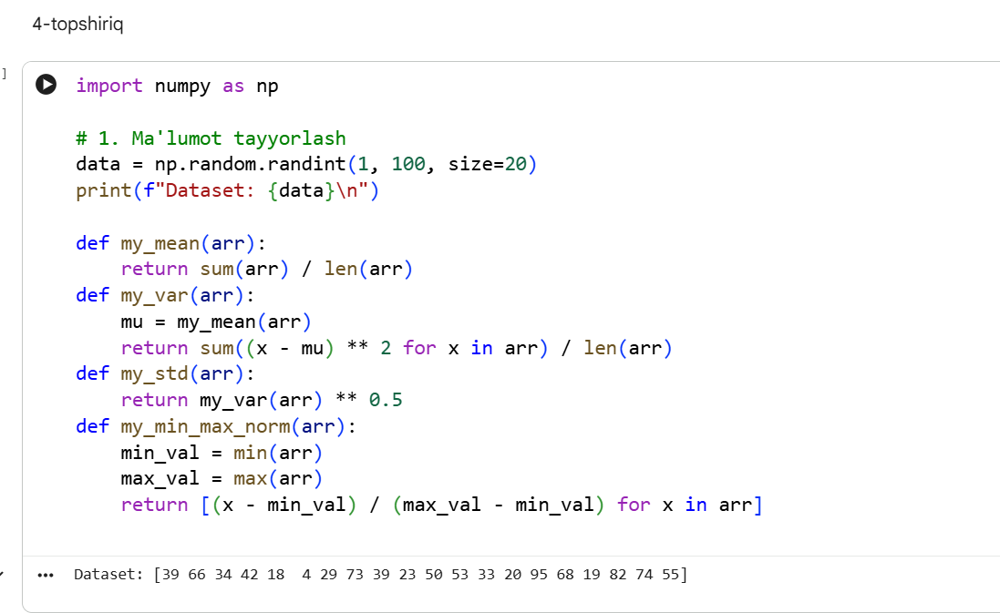 4-topshiriq
]
import numpy as np
# 1. Ma'lumot tayyorlash
data = np.random.randint(1, 100, size=20)
print(f"Dataset: {data}\n")
def my_mean(arr):
    return sum(arr) / len(arr)
def my_var(arr):
    mu = my_mean(arr)
    return sum((x - mu) ** 2 for x in arr) / len(arr)
def my_std(arr):
    return my_var(arr) ** 0.5
def my_min_max_norm(arr):
    min_val = min(arr)
    max_val = max(arr)
    return [(x - min_val) / (max_val - min_val) for x in arr]
Dataset: [39 66 34 42 18  4 29 73 39 23 50 53 33 20 95 68 19 82 74 55]